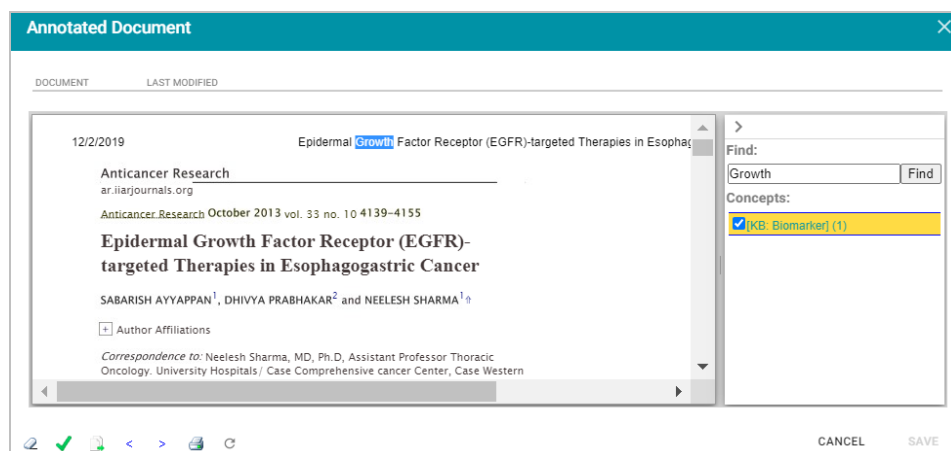 Annotated Document
DOCUMENT LAST MODIFIED
12/2/2019 Epidermal Growth Factor Receptor (EGFR)-targeted Therapies in Esophag
Anticancer Research
ar.iiarjournals.org
Anticancer Research October 2013 vol. 33 no. 10 4139-4155
Epidermal Growth Factor Receptor (EGFR)-
targeted Therapies in Esophagogastric Cancer
SABARISH AYYAPPAN1, DHIVYA PRABHAKAR2 and NEELESH SHARMA1⇑
+ Author Affiliations
Correspondence to: Neelesh Sharma, MD, Ph.D, Assistant Professor Thoracic
Oncology. University Hospitals/ Case Comprehensive cancer Center, Case Western
Find:
Growth Find
Concepts:
[KB: Biomarker] (1)
CANCEL SAVE